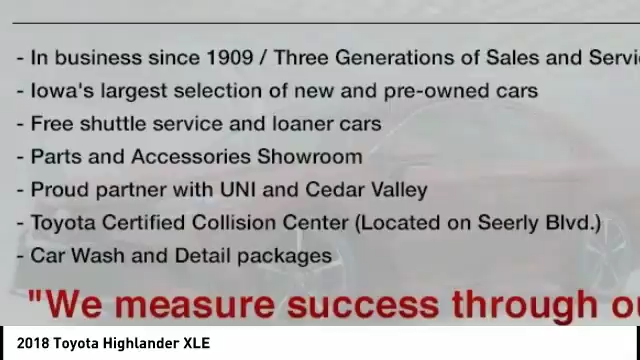 - In business since 1909 / Three Generations of Sales and Servi
- Iowa's largest selection of new and pre-owned cars
- Free shuttle service and loaner cars
- Parts and Accessories Showroom
- Proud partner with UNI and Cedar Valley
- Toyota Certified Collision Center (Located on Seerly Blvd.)
- Car Wash and Detail packages
"We measure success through ou
2018 Toyota Highlander XLE